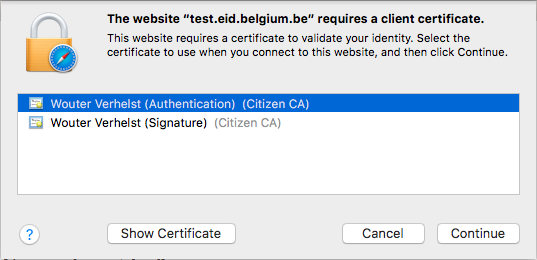 The website “test.eid.belgium.be” requires a client certificate.
This website requires a certificate to validate your identity. Select the
certificate to use when you connect to this website, and then click Continue.
Wouter Verhelst (Authentication) (Citizen CA)
Wouter Verhelst (Signature) (Citizen CA)
? Show Certificate Cancel Continue